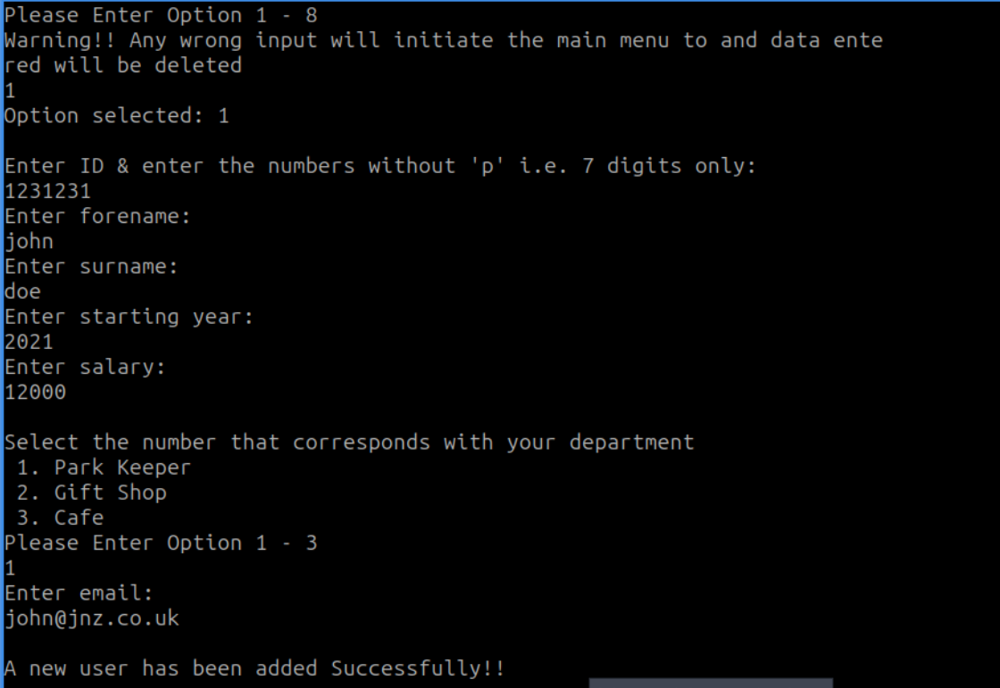 Please Enter Option 1 - 8
Warning!! Any wrong input will initiate the main menu to and data ente
red will be deleted
1
Option selected: 1
Enter ID & enter the numbers without 'p' i.e. 7 digits only:
1231231
Enter forename:
john
Enter surname:
doe
Enter starting year:
2021
Enter salary:
12000
Select the number that corresponds with your department
1. Park Keeper
2. Gift Shop
3. Cafe
Please Enter Option 1 - 3
1
Enter email:
john@jnz.co.uk
A new user has been added Successfully!!